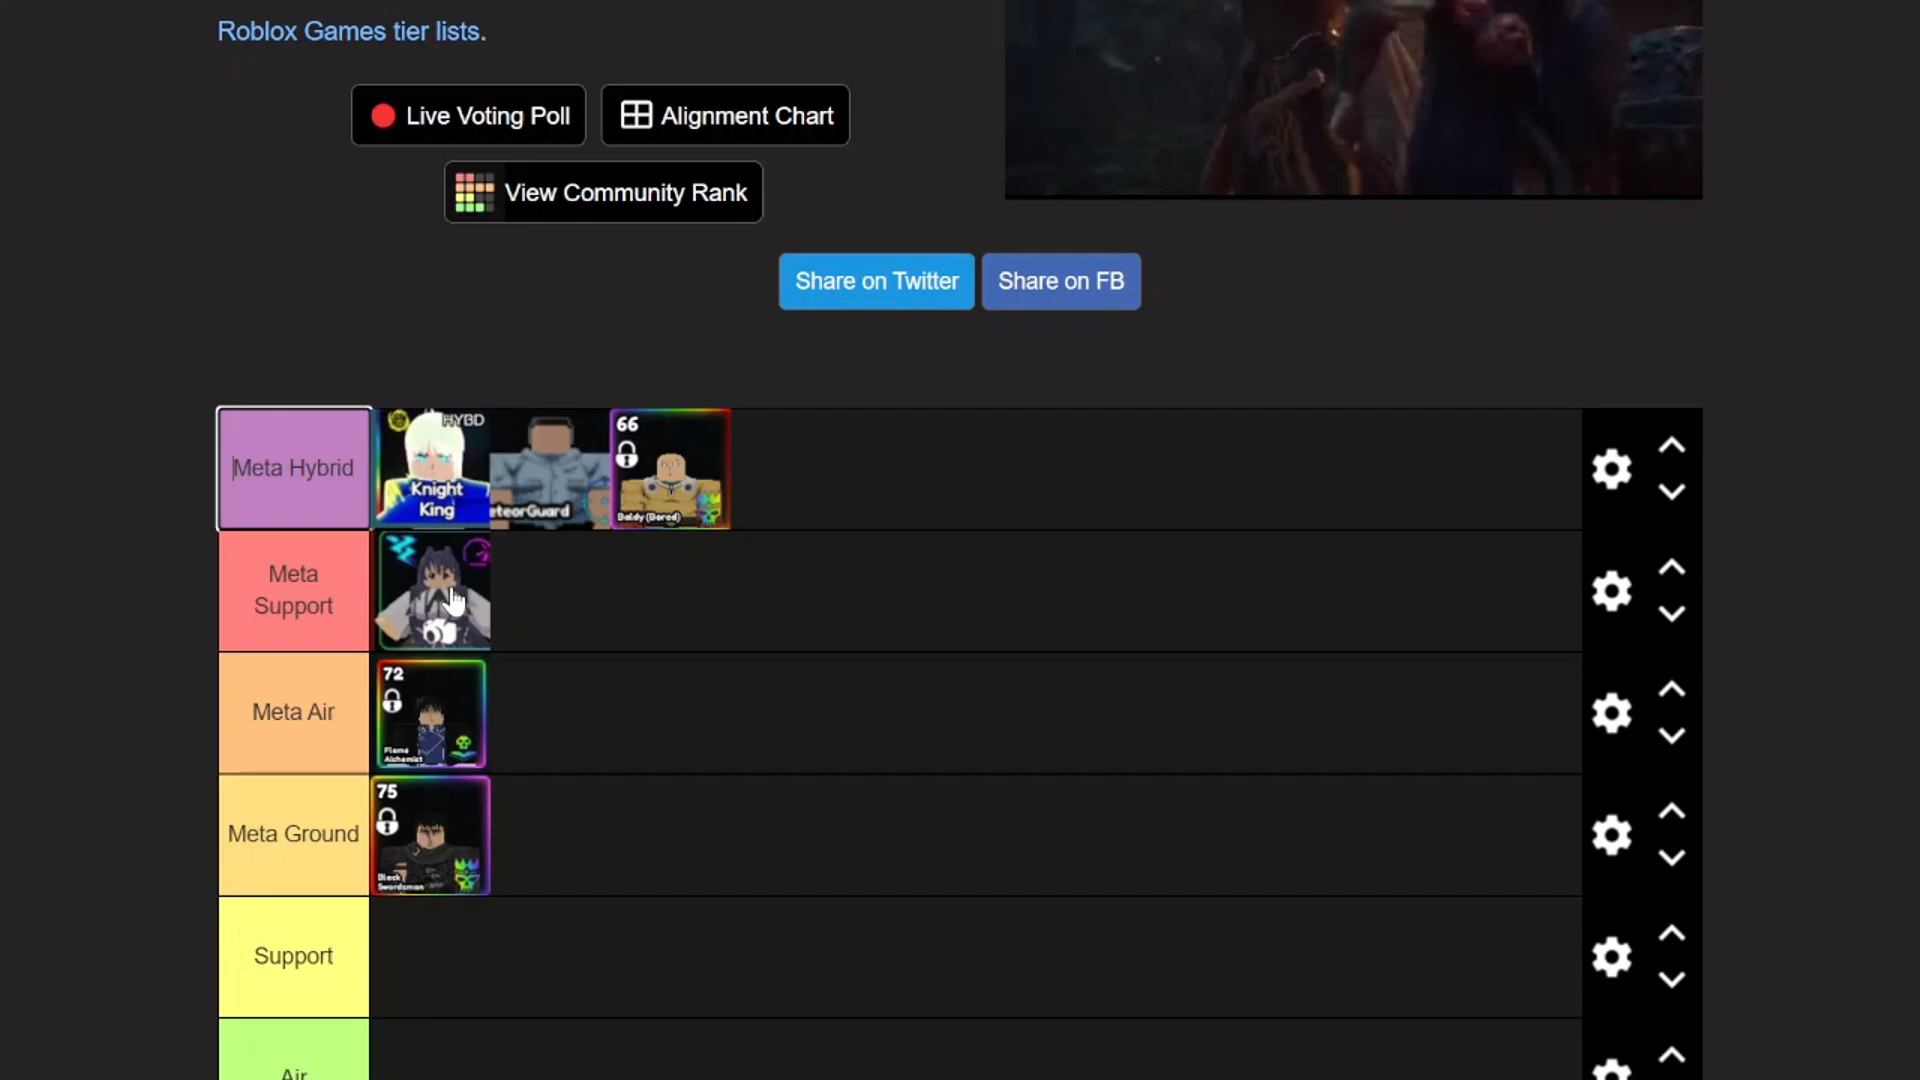 Roblox Games tier lists.
Live Voting Poll
Alignment Chart
View Community Rank
Share on Twitter
Share on FB
Meta Hybrid
HYBD
Knight
King
eteorGuard
66
Baldy (Bored)
Meta
Support
Meta Air
72
Flame
Alchemist
Meta Ground
75
Black
Swordsman
Support
Air